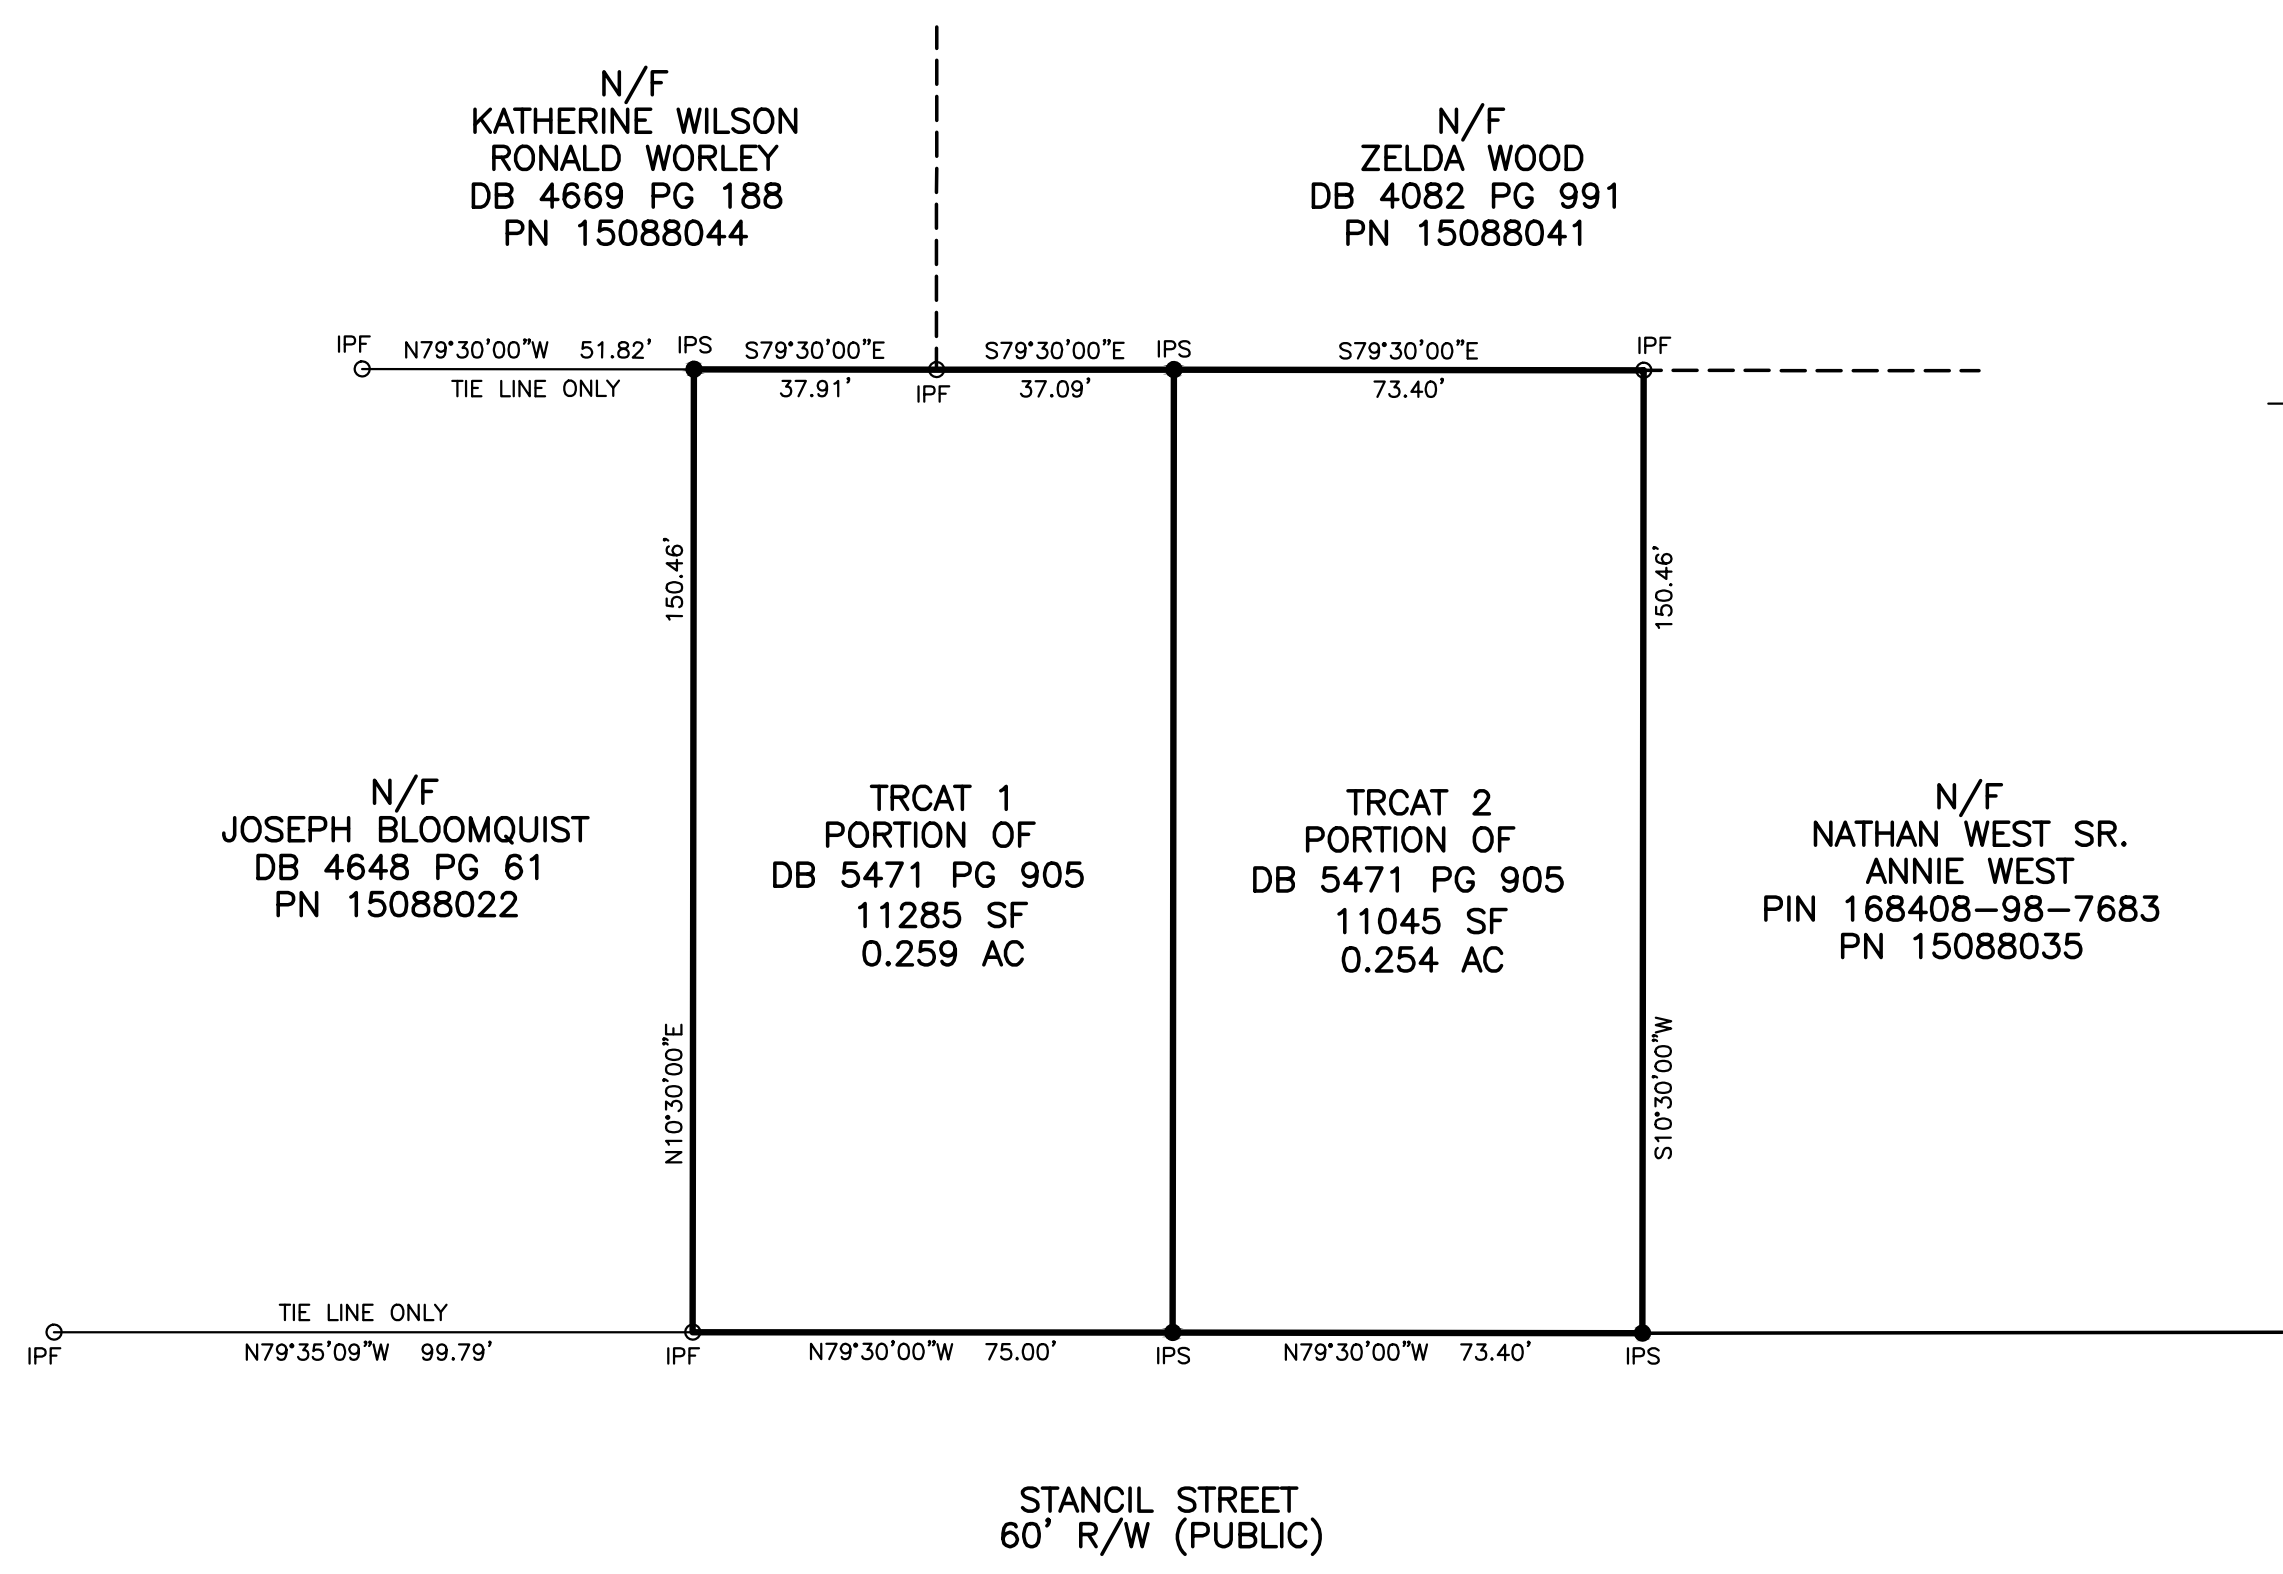 N/F
KATHERINE WILSON
RONALD WORLEY
DB 4669 PG 188
PN 15088044
N/F
ZELDA WOOD
DB 4082 PG 991
PN 15088041
IPF
N79°30'00"W 51.82'
TIE LINE ONLY
IPS
S79°30'00"E
37.91'
IPF
S79°30'00"E
37.09'
IPS
S79°30'00"E
73.40'
IPF
150.46'
N10°30'00"E
150.46'
S10°30'00"W
N/F
JOSEPH BLOOMQUIST
DB 4648 PG 61
PN 15088022
TRCAT 1
PORTION OF
DB 5471 PG 905
11285 SF
0.259 AC
TRCAT 2
PORTION OF
DB 5471 PG 905
11045 SF
0.254 AC
N/F
NATHAN WEST SR.
ANNIE WEST
PIN 168408-98-7683
PN 15088035
TIE LINE ONLY
IPF
N79°35'09"W 99.79'
IPF
N79°30'00"W 75.00'
IPS
N79°30'00"W 73.40'
IPS
STANCIL STREET
60' R/W (PUBLIC)